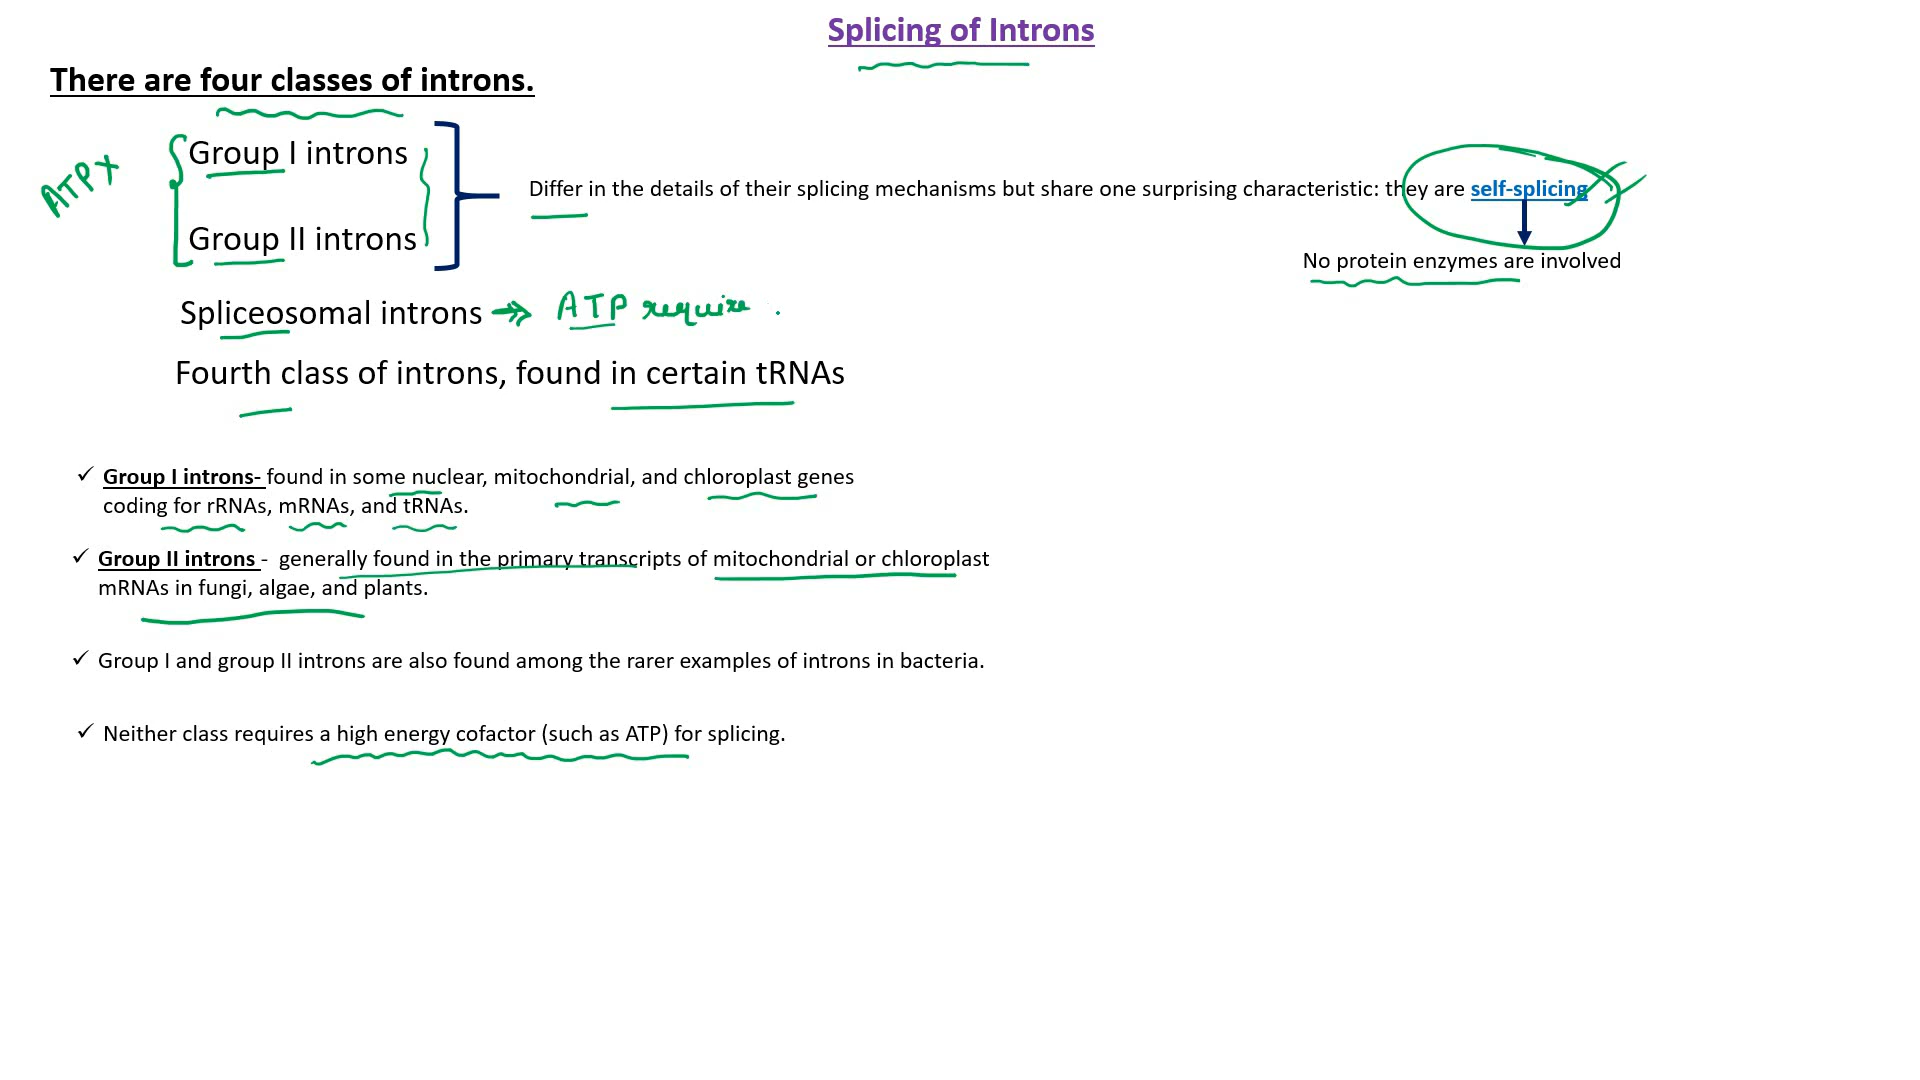 Splicing of Introns
There are four classes of introns.
ATP X
Group I introns
Differ in the details of their splicing mechanisms but share one surprising characteristic: they are self-splicing
Group II introns
No protein enzymes are involved
Spliceosomal introns → ATP require .
Fourth class of introns, found in certain tRNAs
✓ Group I introns- found in some nuclear, mitochondrial, and chloroplast genes
coding for rRNAs, mRNAs, and tRNAs.
✓ Group II introns - generally found in the primary transcripts of mitochondrial or chloroplast
mRNAs in fungi, algae, and plants.
✓ Group I and group II introns are also found among the rarer examples of introns in bacteria.
✓ Neither class requires a high energy cofactor (such as ATP) for splicing.